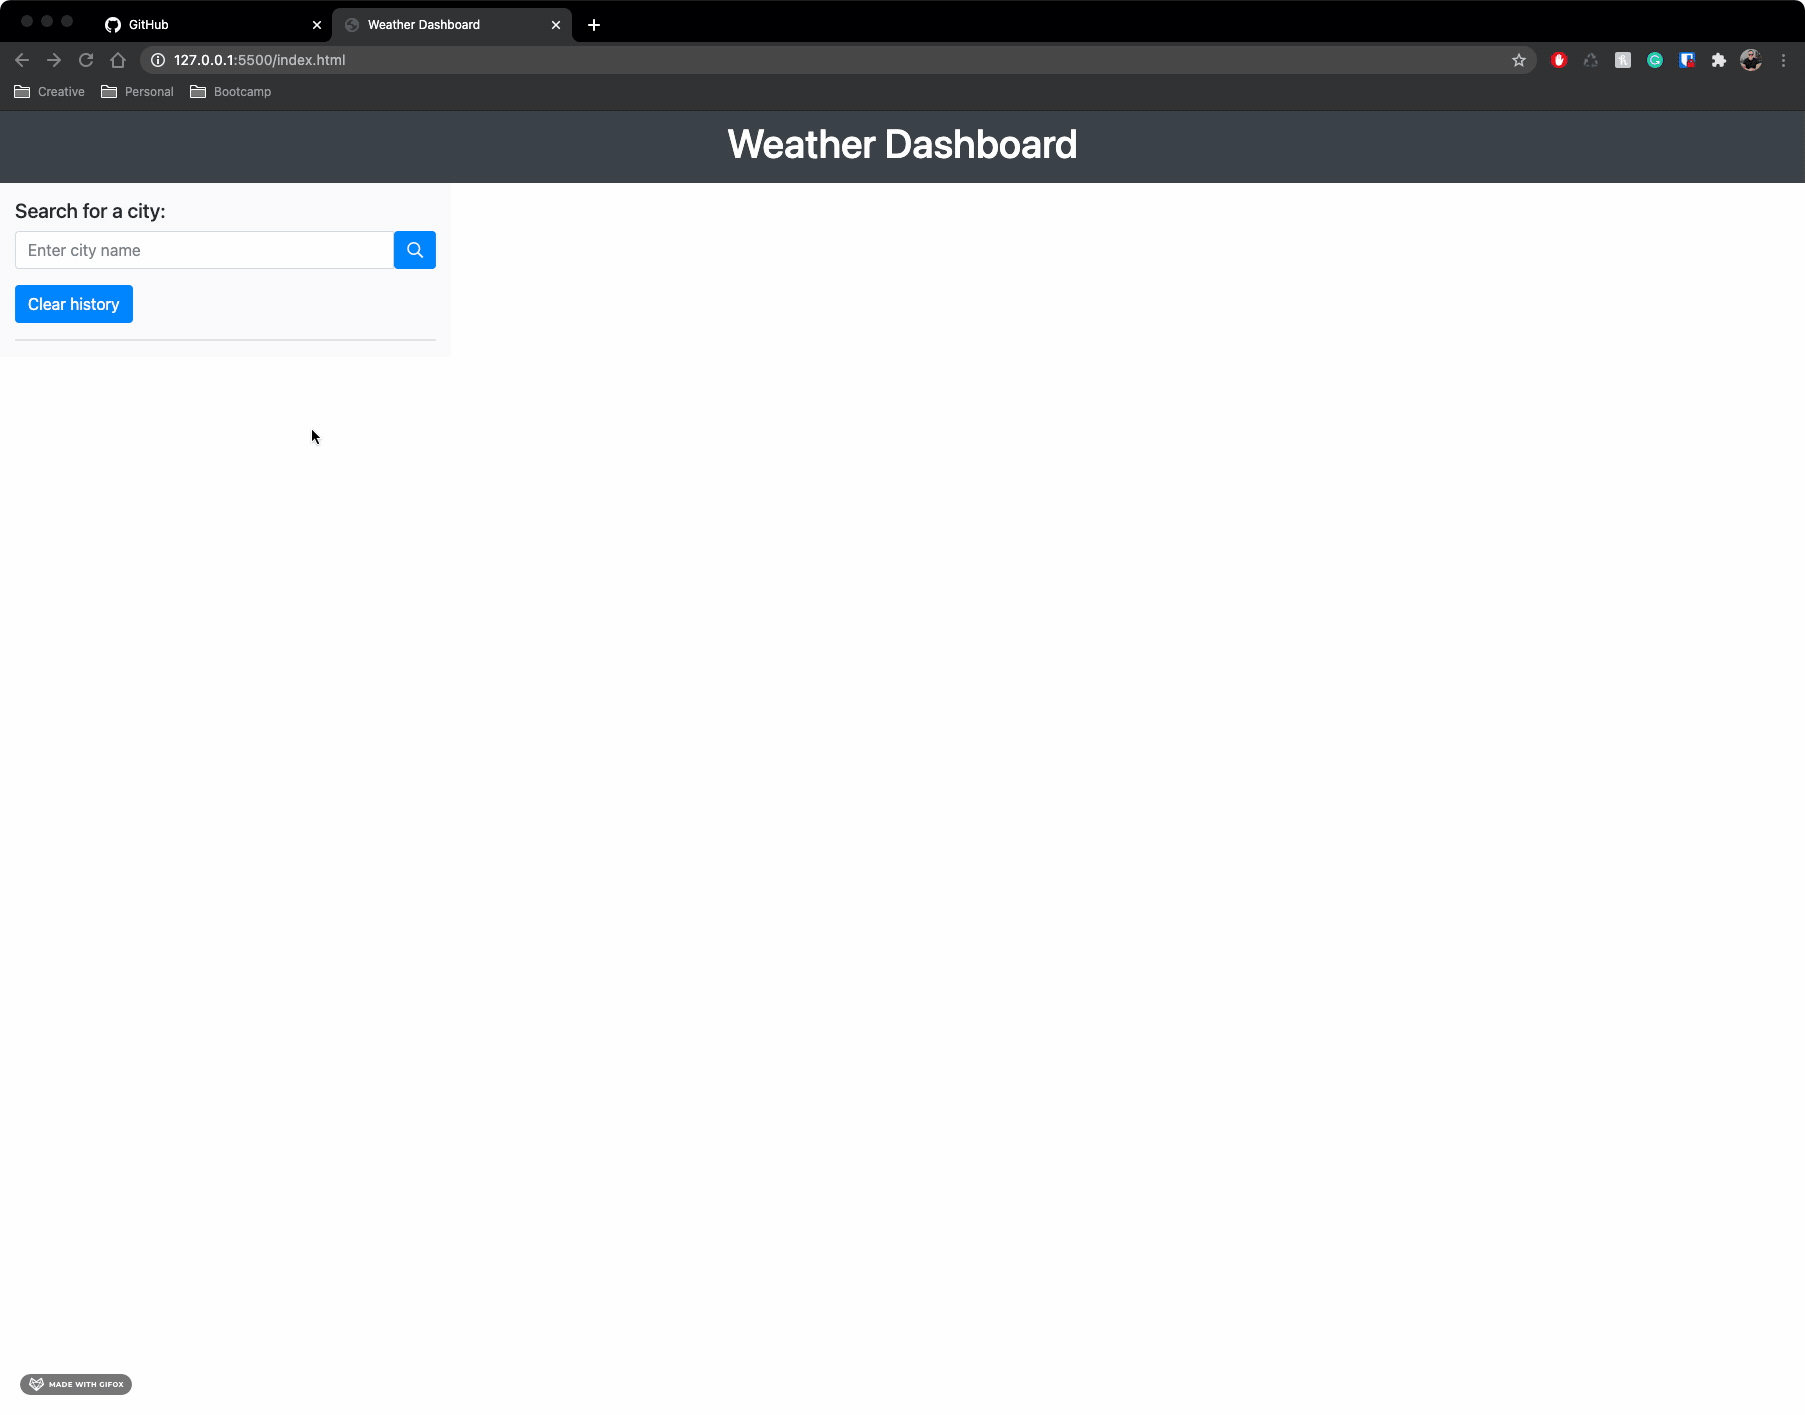 GitHub
Weather Dashboard
127.0.0.1:5500/index.html
Creative Personal Bootcamp
Weather Dashboard
Search for a city:
Enter city name
Clear history
MADE WITH GIFOX